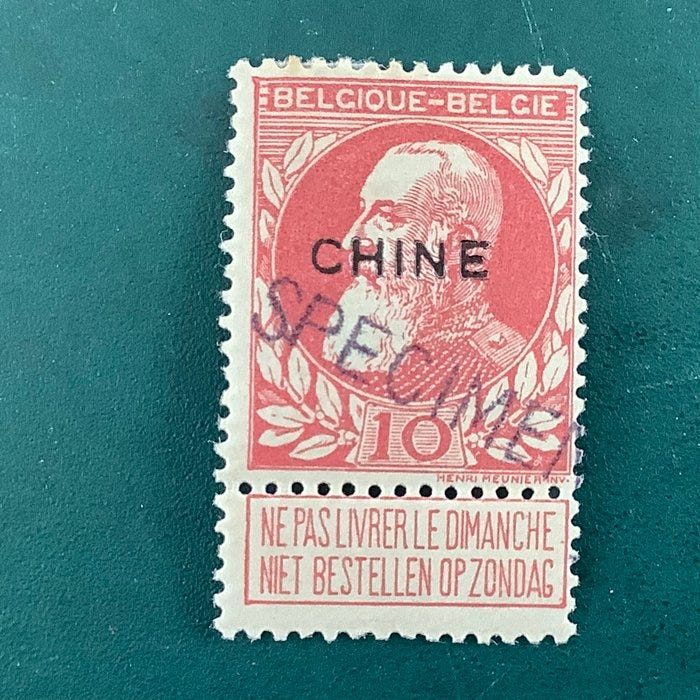 BELGIQUE-BELGIE
CHINE
SPECIMEN
10
HENRI MEUNIER INV.
NE PAS LIVRER LE DIMANCHE
NIET BESTELLEN OP ZONDAG